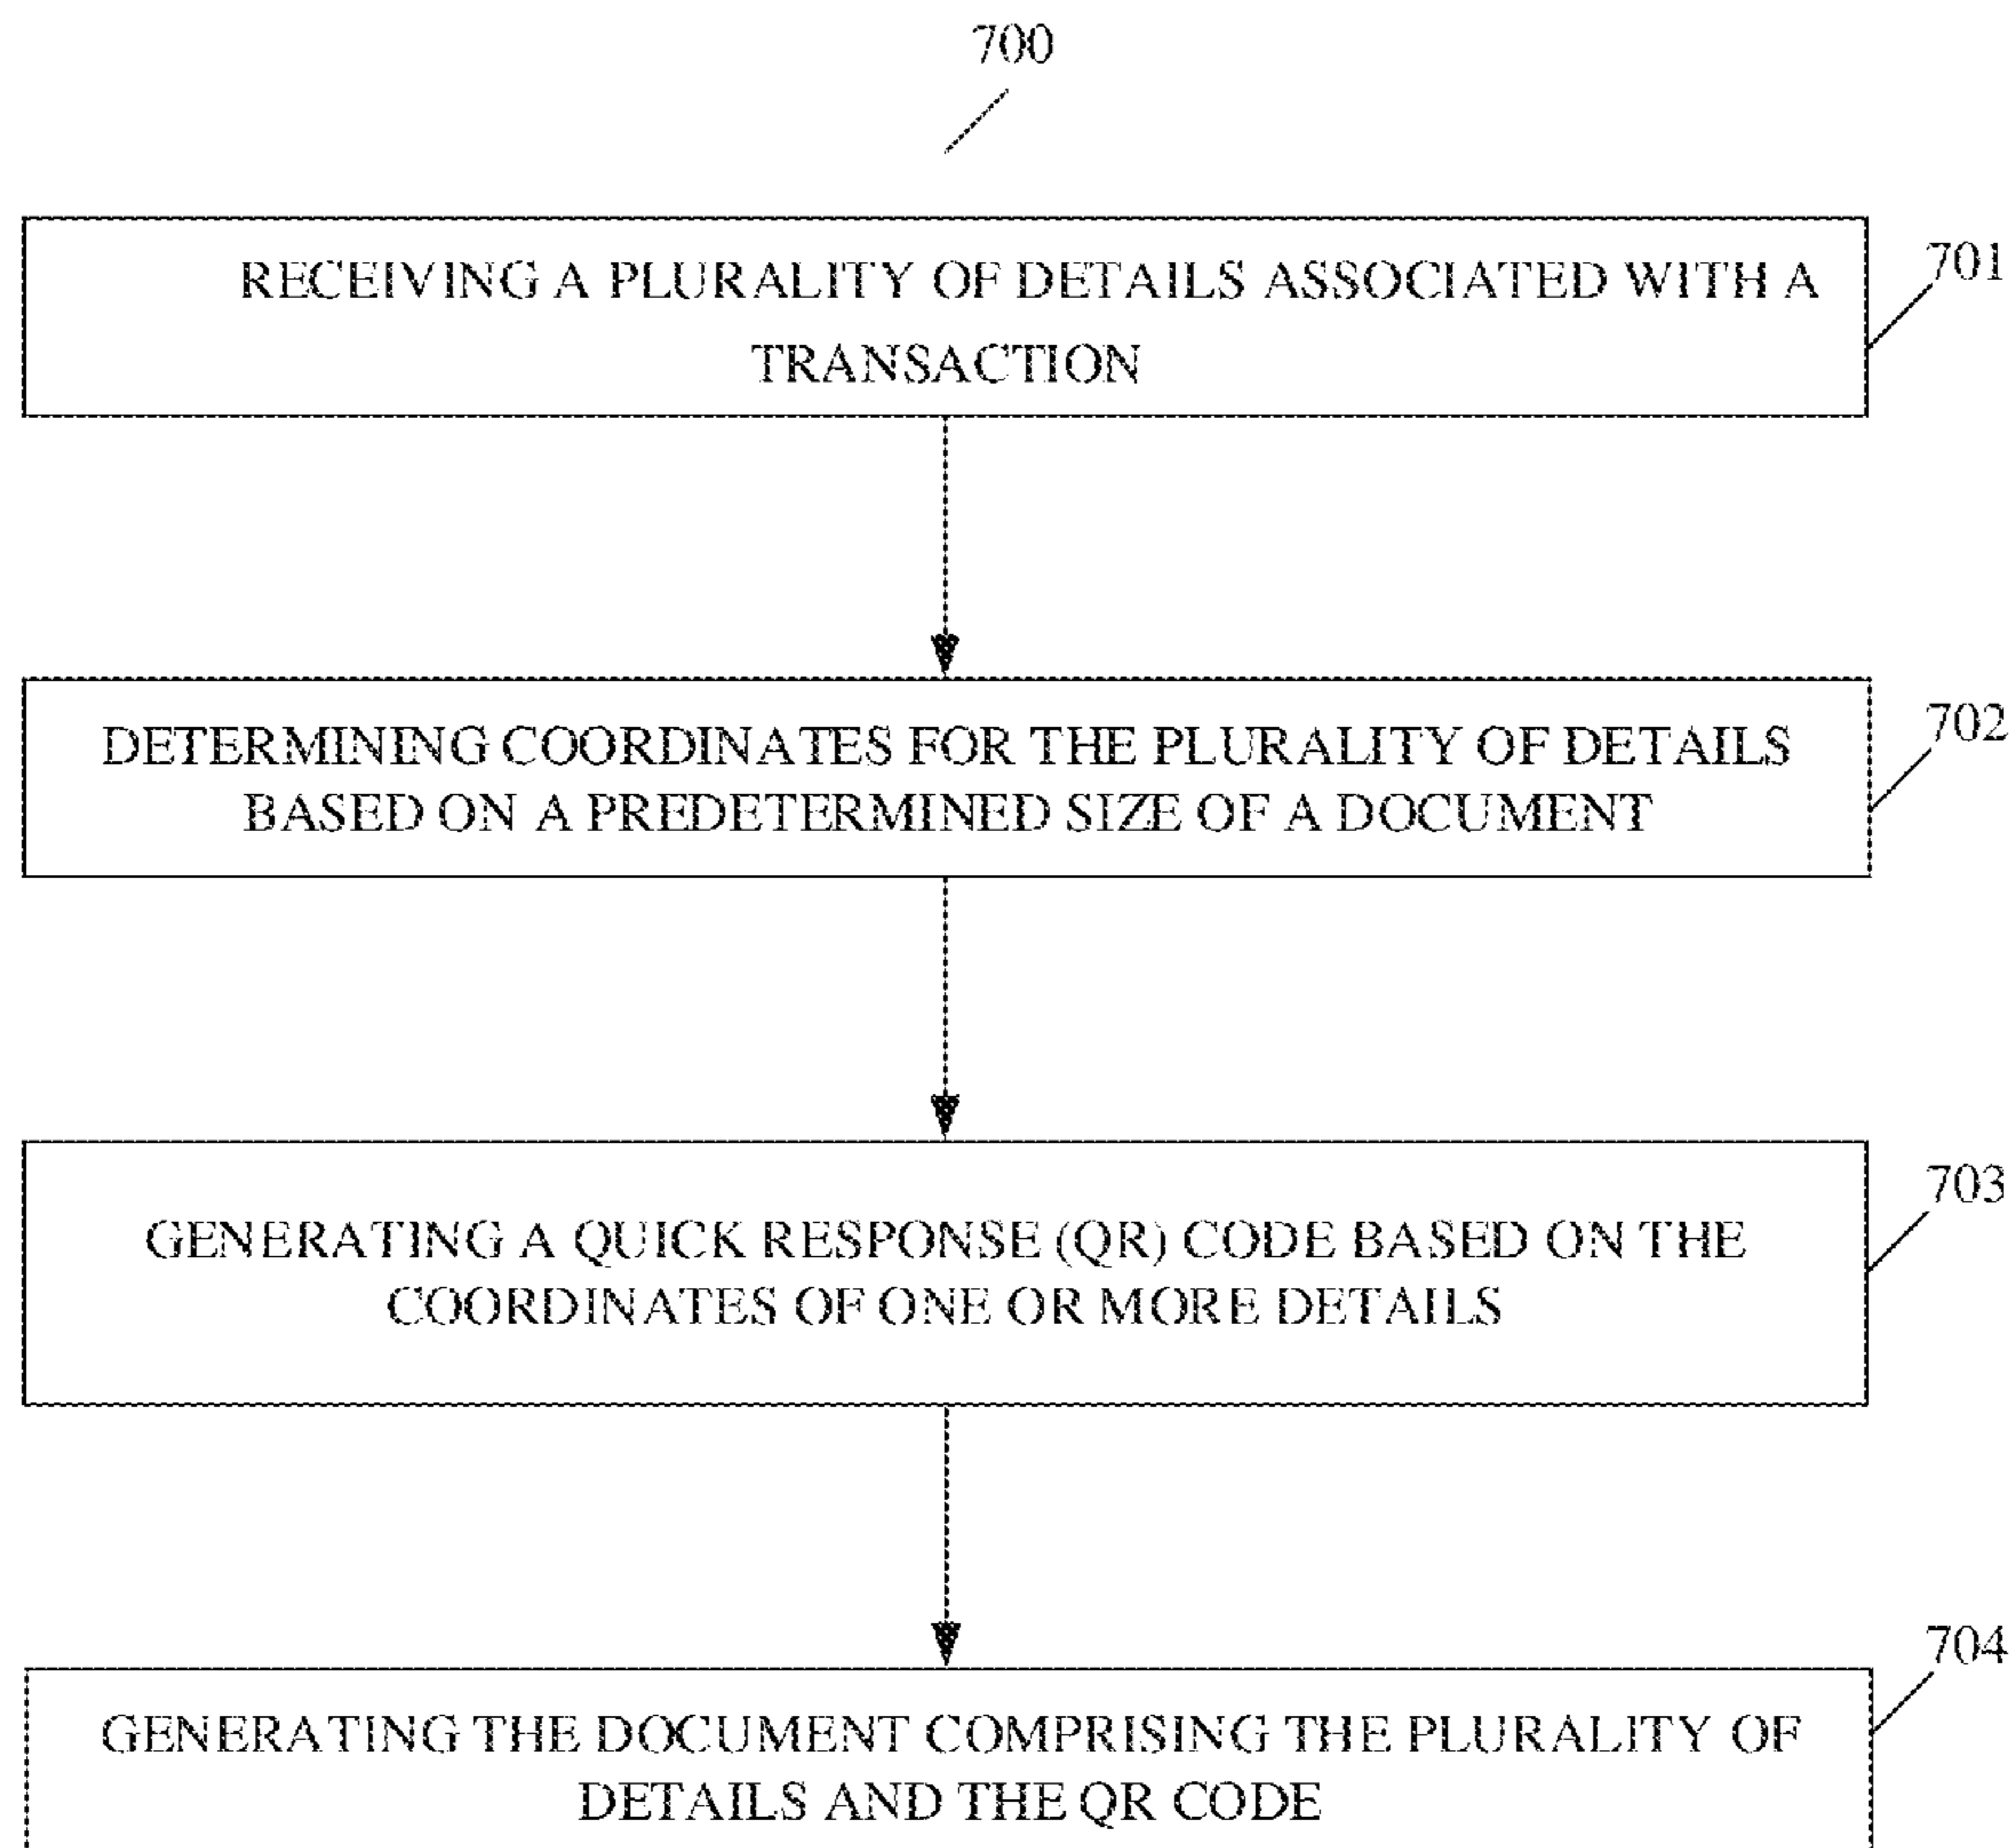 700
RECEIVING A PLURALITY OF DETAILS ASSOCIATED WITH A
TRANSACTION
701
DETERMINING COORDINATES FOR THE PLURALITY OF DETAILS
BASED ON A PREDETERMINED SIZE OF A DOCUMENT
702
GENERATING A QUICK RESPONSE (QR) CODE BASED ON THE
COORDINATES OF ONE OR MORE DETAILS
703
GENERATING THE DOCUMENT COMPRISING THE PLURALITY OF
DETAILS AND THE QR CODE
704